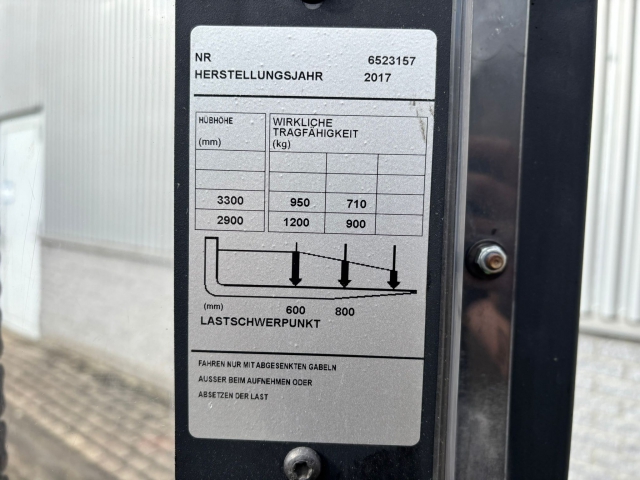 NR 6523157
HERSTELLUNGSJAHR 2017
HUBHÖHE
(mm)
WIRKLICHE
TRAGFÄHIGKEIT
(kg)
3300 950 710
2900 1200 900
(mm) 600 800
LASTSCHWERPUNKT
FAHREN NUR MIT ABGESENKTEN GABELN
AUSSER BEIM AUFNEHMEN ODER
ABSETZEN DER LAST